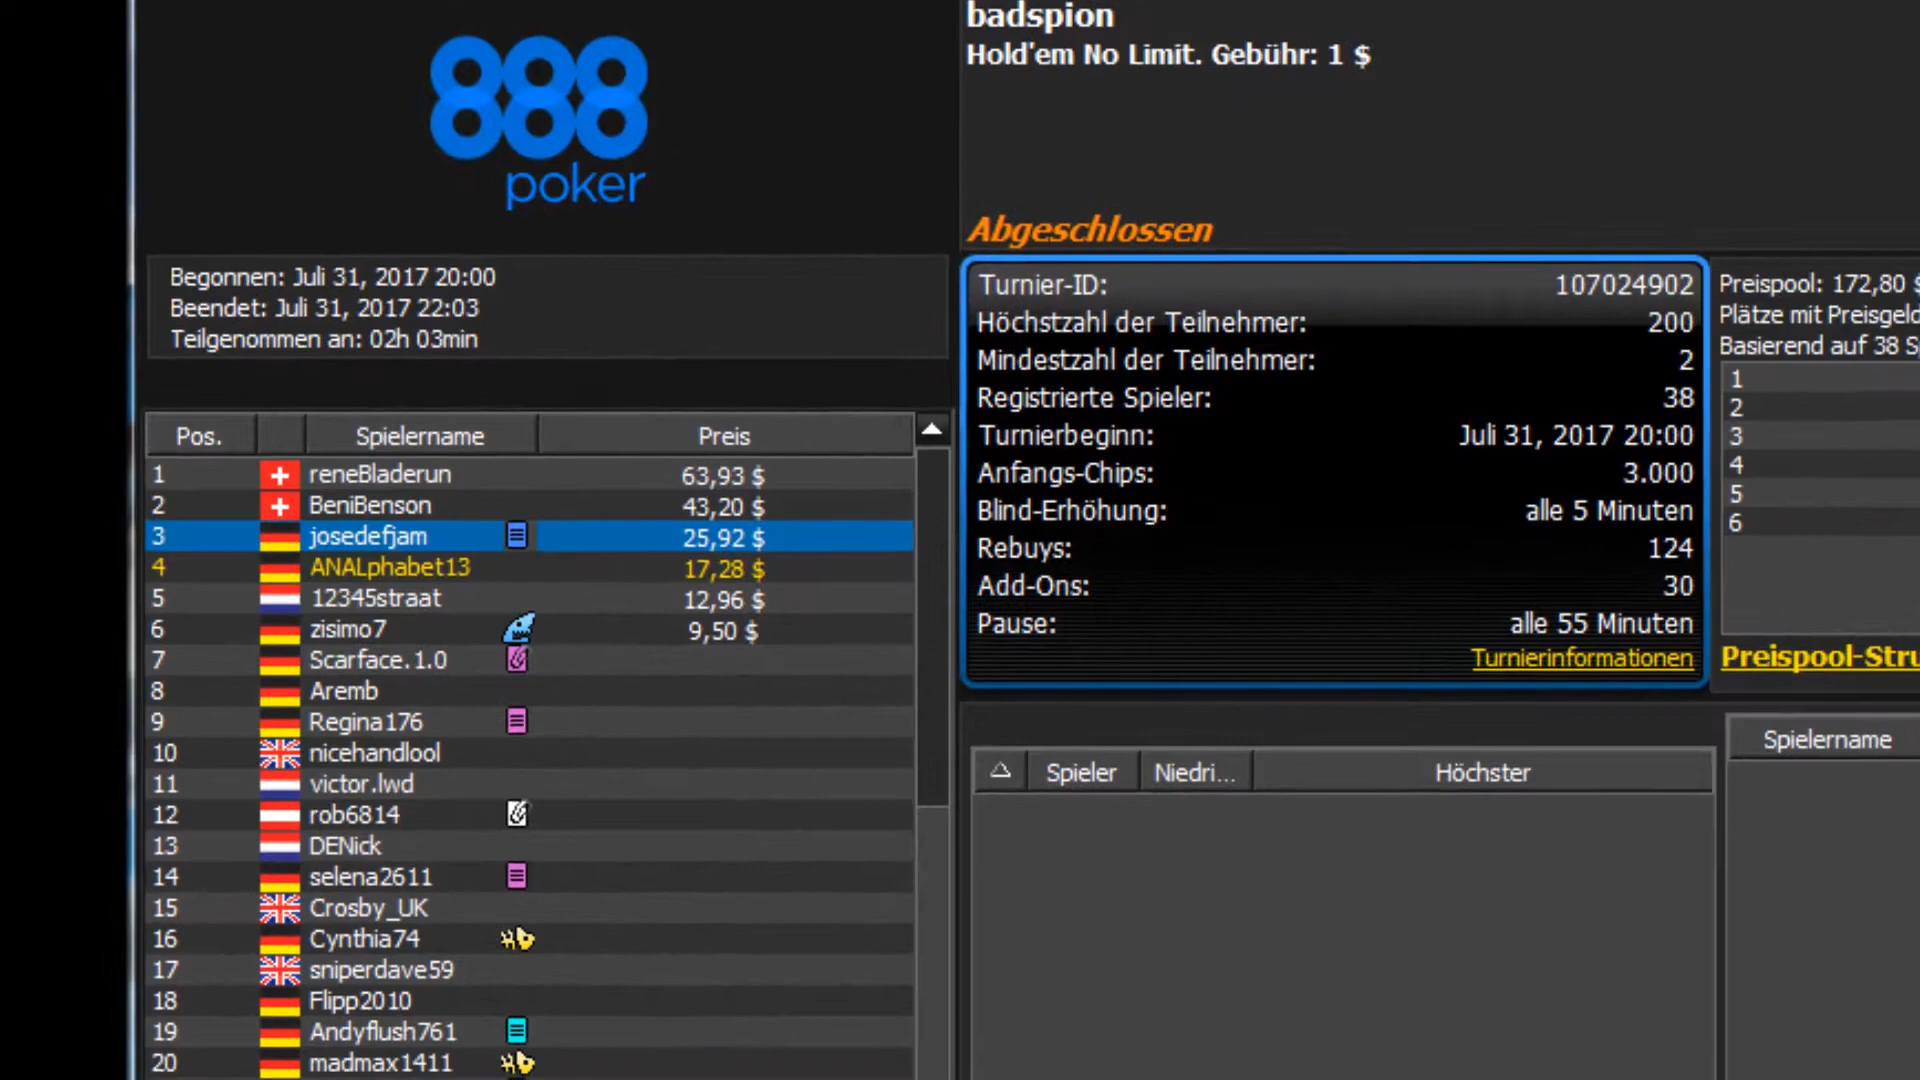 888
poker
badspion
Hold'em No Limit. Gebühr: 1 $
Abgeschlossen
Begonnen: Juli 31, 2017 20:00
Beendet: Juli 31, 2017 22:03
Teilgenommen an: 02h 03min
Pos. Spielername Preis
1 reneBladerun 63,93 $
2 BeniBenson 43,20 $
3 josedefjam 25,92 $
4 ANALphabet13 17,28 $
5 12345straat 12,96 $
6 zisimo7 9,50 $
7 Scarface.1.0
8 Aremb
9 Regina176
10 nicehandlool
11 victor.lwd
12 rob6814
13 DENick
14 selena2611
15 Crosby_UK
16 Cynthia74
17 sniperdave59
18 Flipp2010
19 Andyflush761
20 madmax1411
Turnier-ID: 107024902
Höchstzahl der Teilnehmer: 200
Mindestzahl der Teilnehmer: 2
Registrierte Spieler: 38
Turnierbeginn: Juli 31, 2017 20:00
Anfangs-Chips: 3.000
Blind-Erhöhung: alle 5 Minuten
Rebuys: 124
Add-Ons: 30
Pause: alle 55 Minuten
Turnierinformationen
Preispool: 172,80 $
Plätze mit Preisgeld
Basierend auf 38 S
1
2
3
4
5
6
Preispool-Stru
Spieler Niedri... Höchster
Spielername